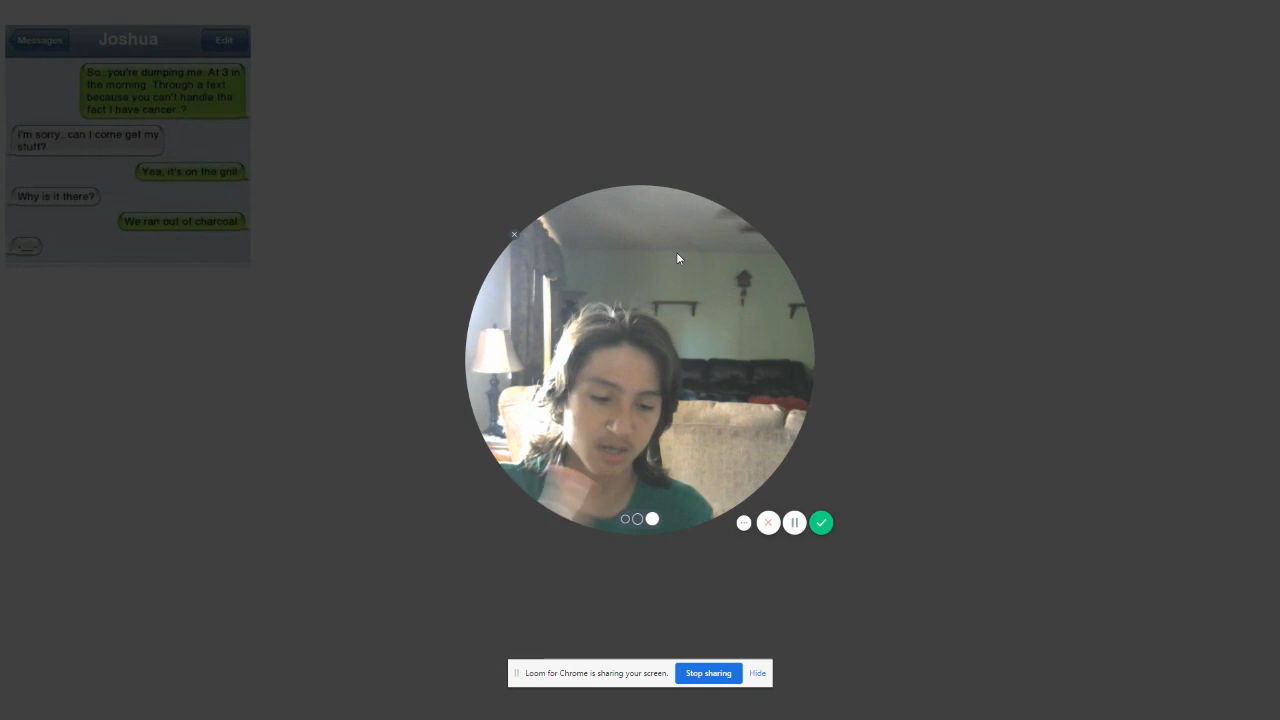 Messages
Joshua
Edit
So.. you're dumping me. At 3 in
the morning. Through a text
because you can't handle the
fact I have cancer..?
I'm sorry.. can I come get my
stuff?
Yea, it's on the grill.
Why is it there?
We ran out of charcoal.
Loom for Chrome is sharing your screen.
Stop sharing
Hide